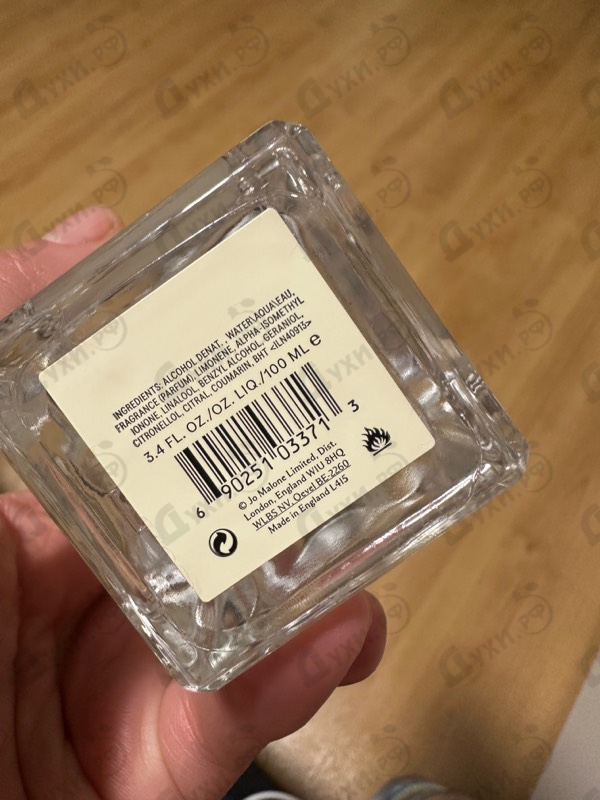 INGREDIENTS: ALCOHOL DENAT., WATER\AQUA\EAU,
FRAGRANCE (PARFUM), LIMONENE, ALPHA-ISOMETHYL
IONONE, LINALOOL, BENZYL ALCOHOL, GERANIOL,
CITRONELLOL, CITRAL, COUMARIN, BHT <ILN40913>
3.4 FL. OZ./OZ. LIQ./100 ML e
6 90251 03371 3
© Jo Malone Limited, Dist.
London, England W1U 8HQ
WLBS NV Oevel BE-2260
Made in England L415
Духи.рф